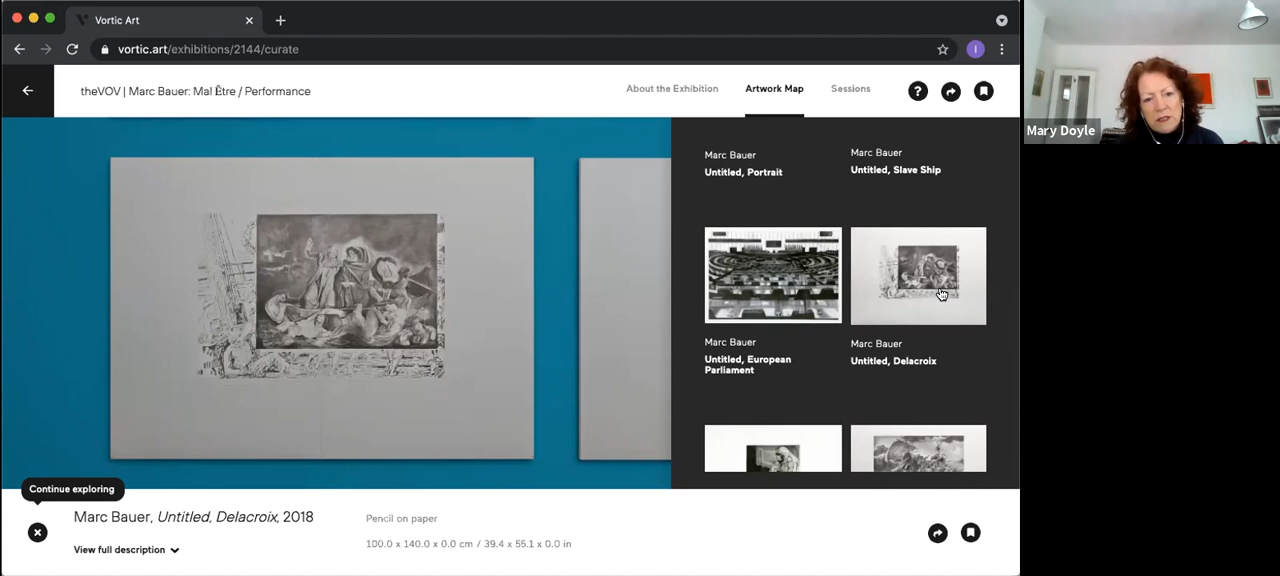 Vortic Art
vortic.art/exhibitions/2144/curate
I
theVOV | Marc Bauer: Mal Être / Performance
About the Exhibition
Artwork Map
Sessions
?
Mary Doyle
Marc Bauer
Untitled, Portrait
Marc Bauer
Untitled, Slave Ship
Marc Bauer
Untitled, European
Parliament
Marc Bauer
Untitled, Delacroix
Continue exploring
Marc Bauer, Untitled, Delacroix, 2018
View full description
Pencil on paper
100.0 x 140.0 x 0.0 cm / 39.4 x 55.1 x 0.0 in